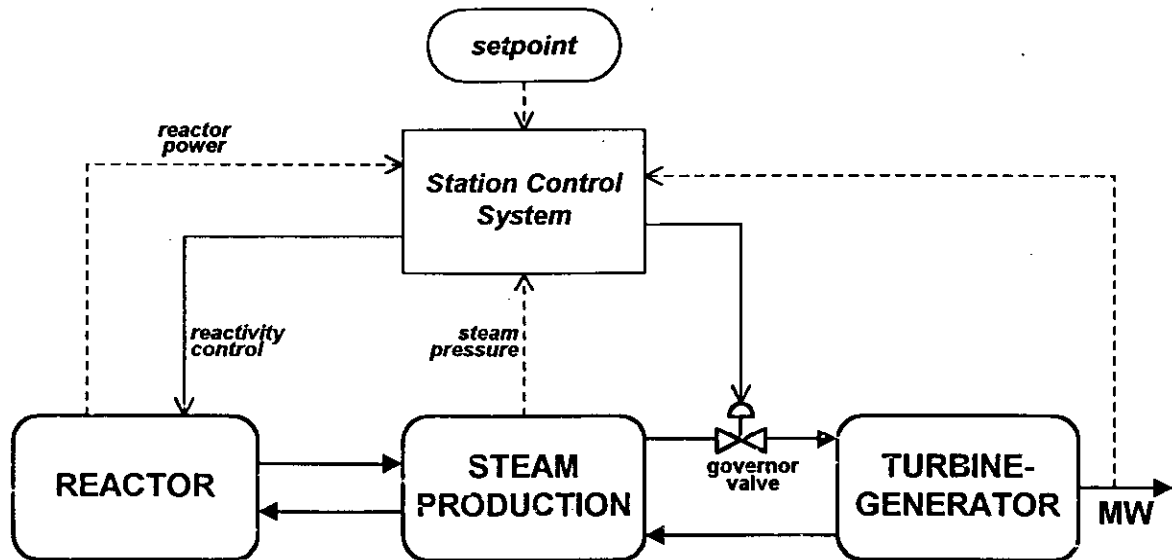 setpoint
reactor
power
Station Control
System
reactivity
control
steam
pressure
REACTOR
STEAM
PRODUCTION
governor
valve
TURBINE-
GENERATOR
MW